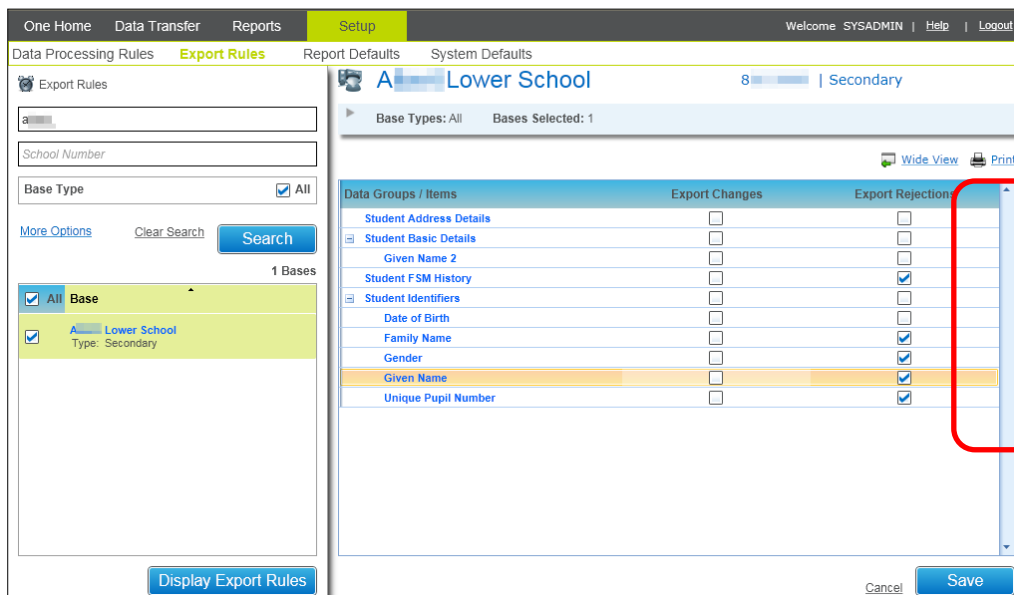 One Home Data Transfer Reports Setup Welcome SYSADMIN | Help | Logout
Data Processing Rules Export Rules Report Defaults System Defaults
Export Rules
a
School Number
Base Type All
More Options Clear Search Search
1 Bases
All Base
A Lower School
Type: Secondary
Display Export Rules
A Lower School 8 | Secondary
Base Types: All Bases Selected: 1
Wide View Print
Data Groups / Items Export Changes Export Rejections
Student Address Details
Student Basic Details
Given Name 2
Student FSM History
Student Identifiers
Date of Birth
Family Name
Gender
Given Name
Unique Pupil Number
Cancel Save